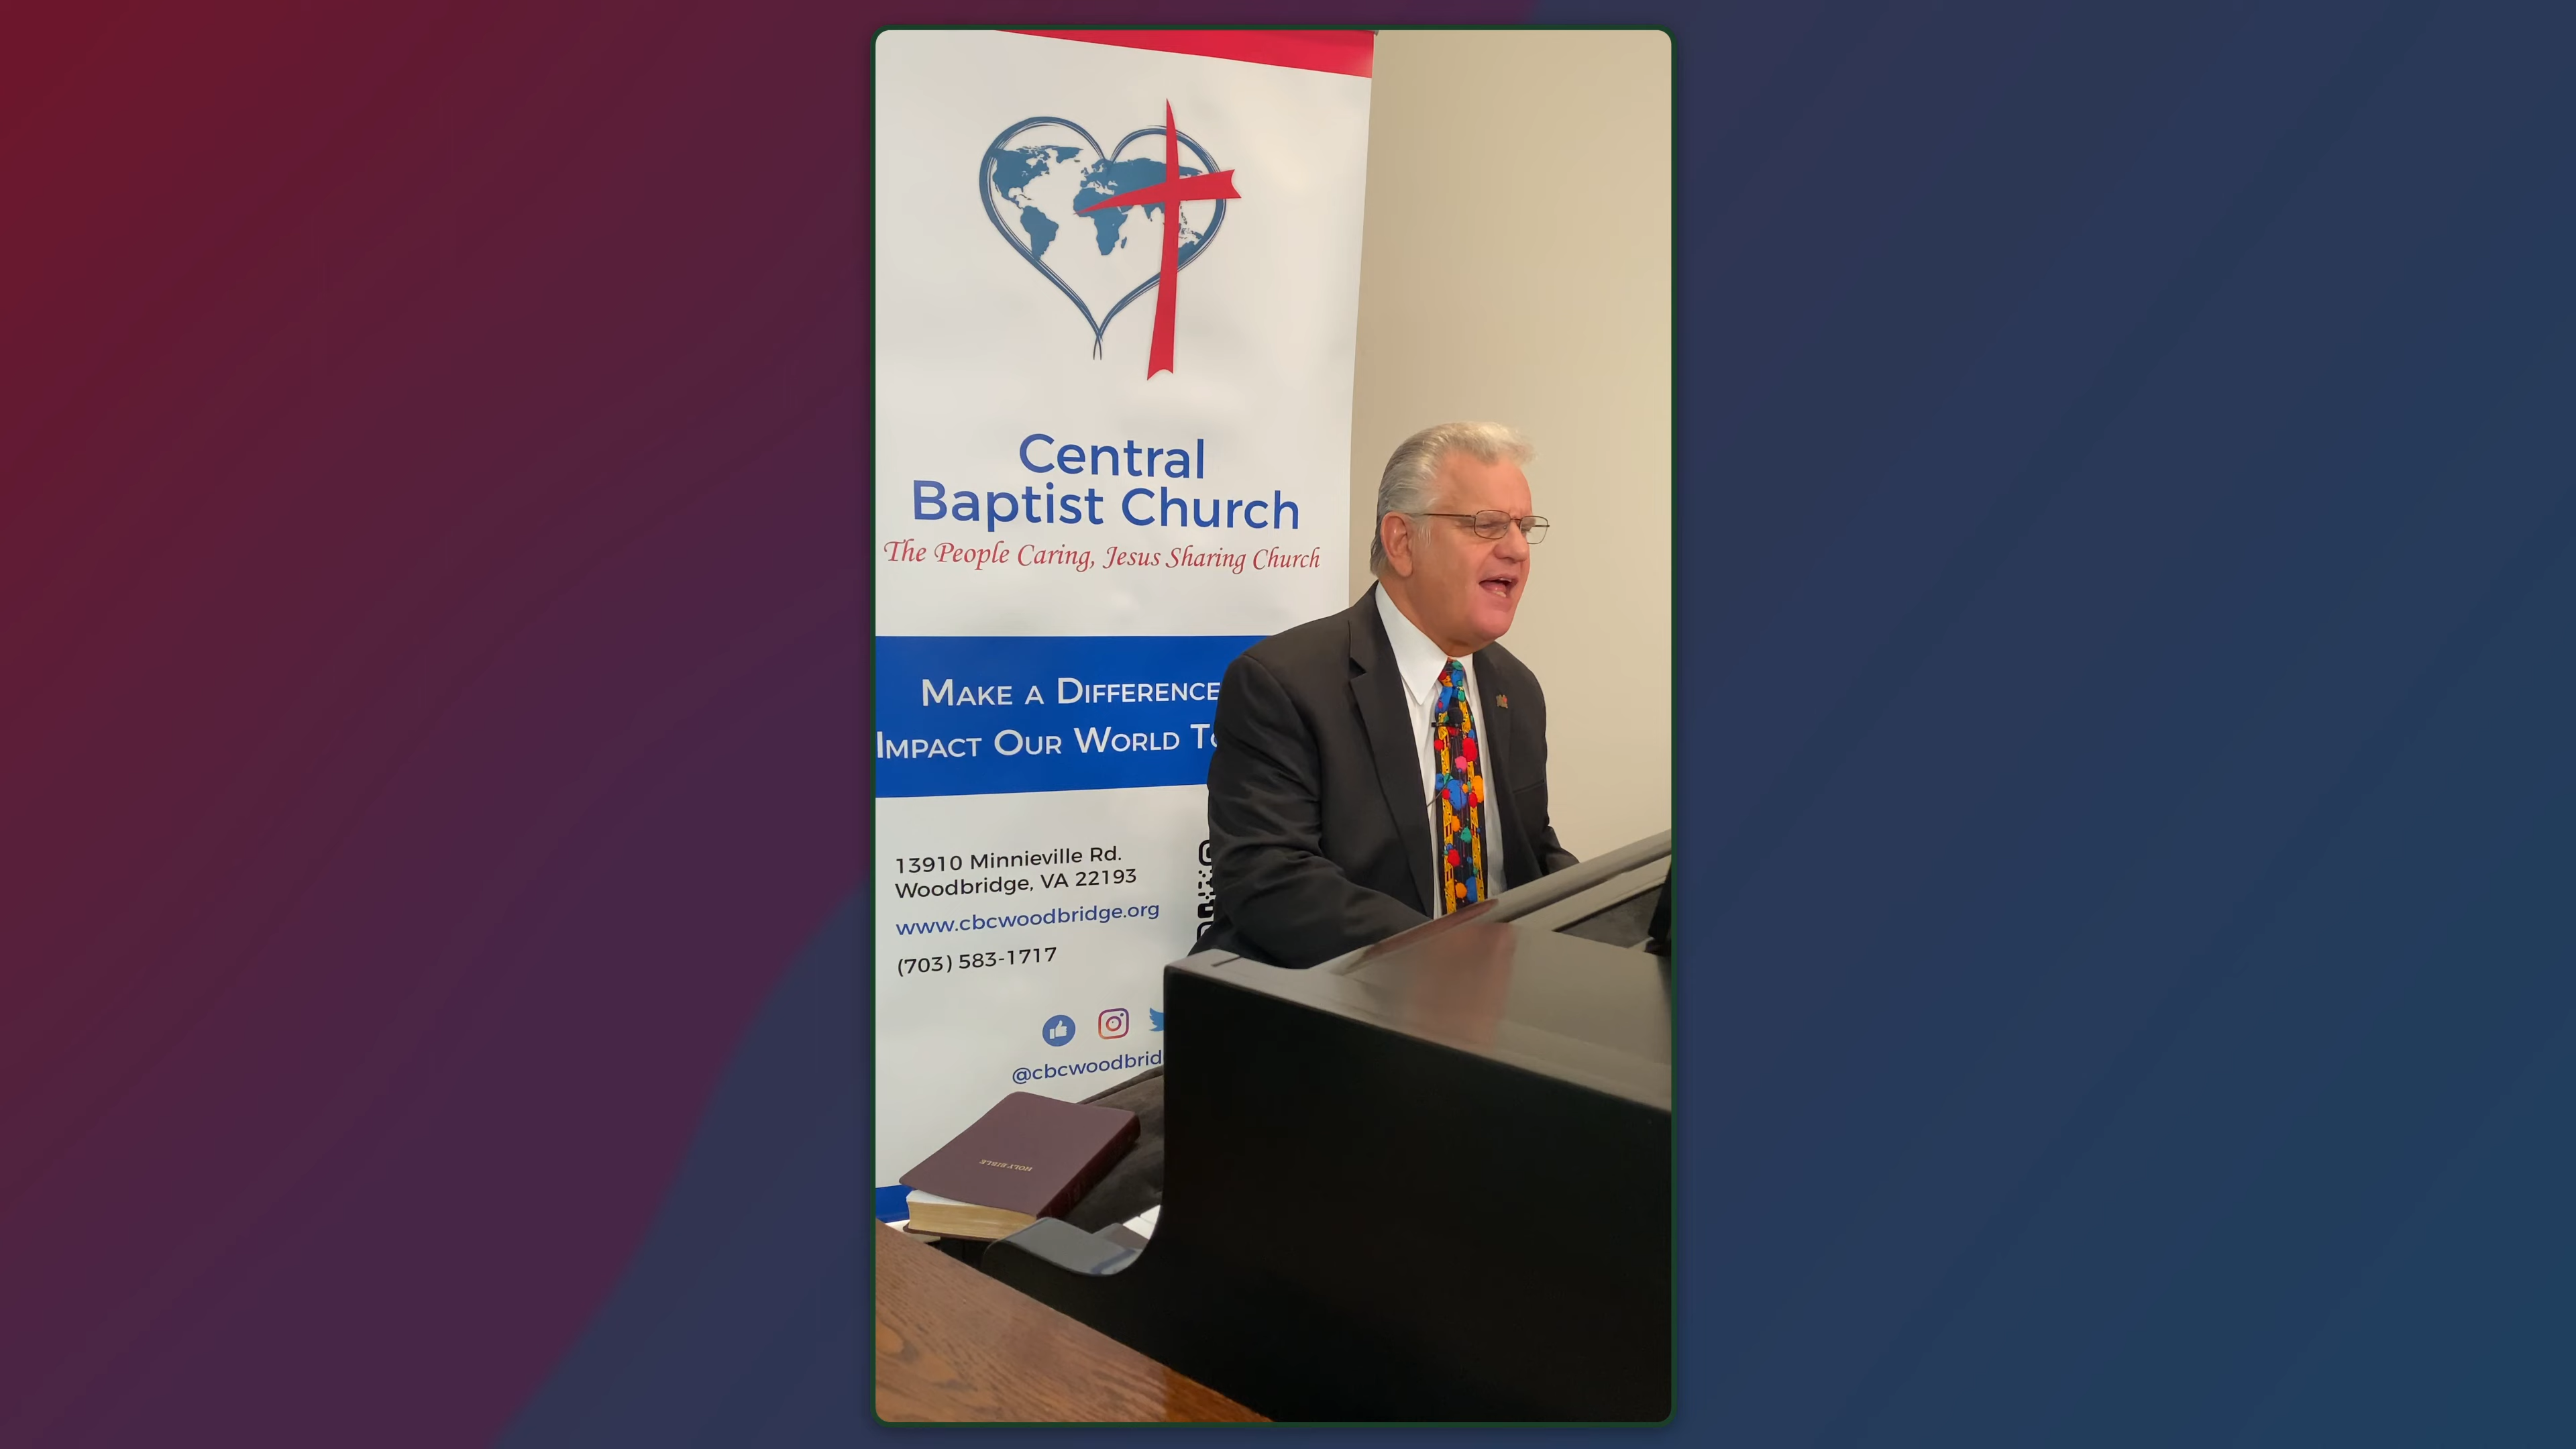 Central
Baptist Church
The People Caring, Jesus Sharing Church
MAKE A DIFFERENCE
IMPACT OUR WORLD
13910 Minnieville Rd.
Woodbridge, VA 22193
www.cbcwoodbridge.org
(703) 583-1717
@cbcwoodbrid
HOLY BIBLE